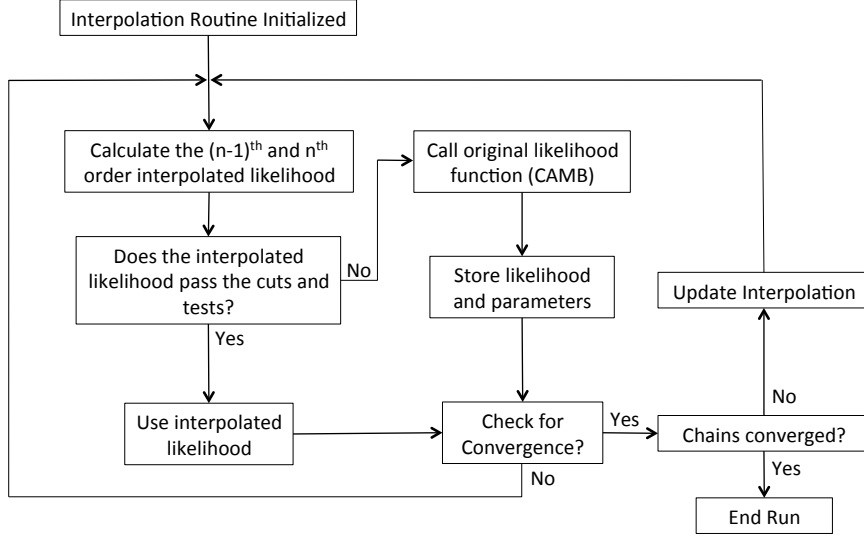 Interpolation Routine Initialized
Calculate the (n-1)th and nth
order interpolated likelihood
Call original likelihood
function (CAMB)
Does the interpolated
likelihood pass the cuts and
tests?
No
Yes
Store likelihood
and parameters
Update Interpolation
No
Use interpolated
likelihood
Check for
Convergence?
Yes
No
Chains converged?
Yes
End Run